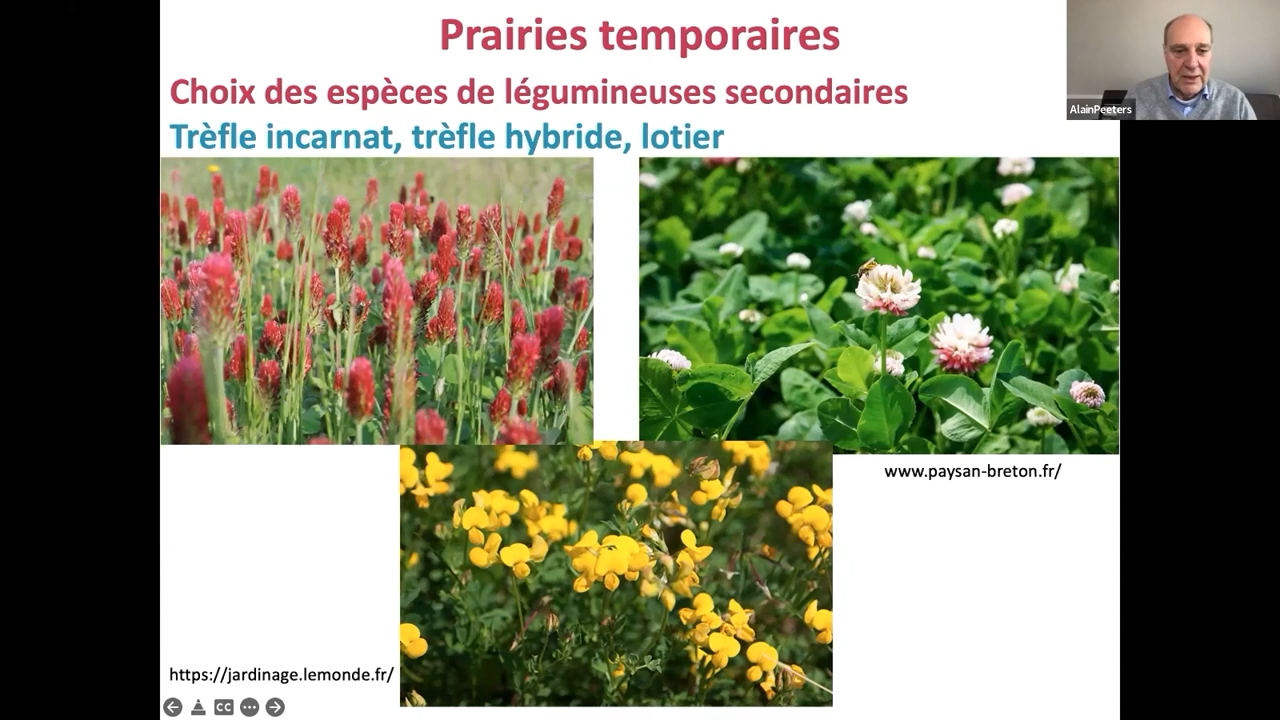 Prairies temporaires
Choix des espèces de légumineuses secondaires
Trèfle incarnat, trèfle hybride, lotier
AlainPeeters
www.paysan-breton.fr/
https://jardinage.lemonde.fr/
CC